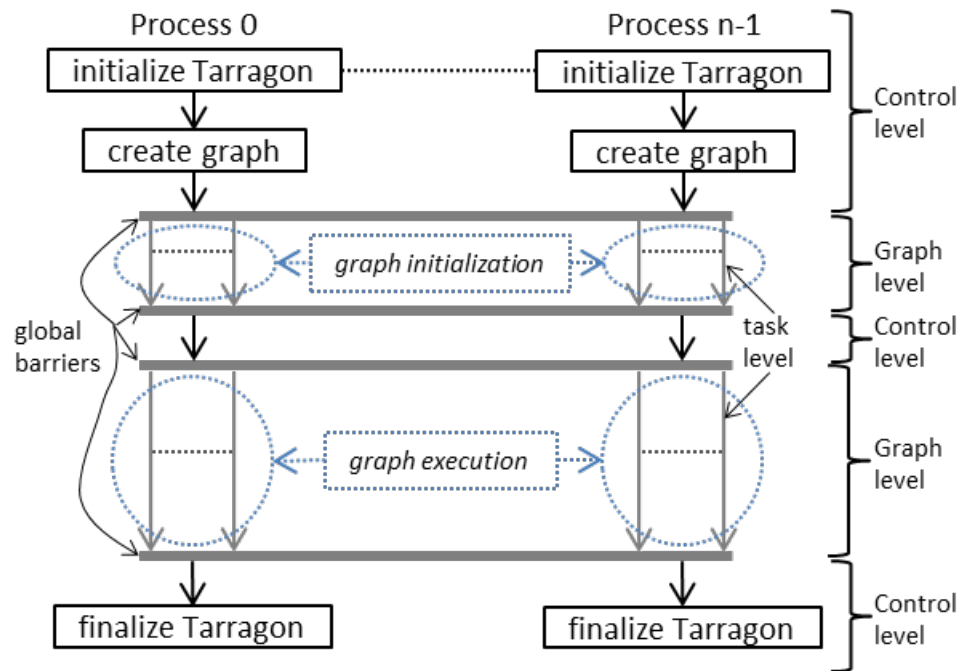 Process 0
Process n-1
initialize Tarragon
initialize Tarragon
Control
level
create graph
create graph
graph initialization
Graph
level
global
barriers
task
level
Control
level
graph execution
Graph
level
finalize Tarragon
finalize Tarragon
Control
level